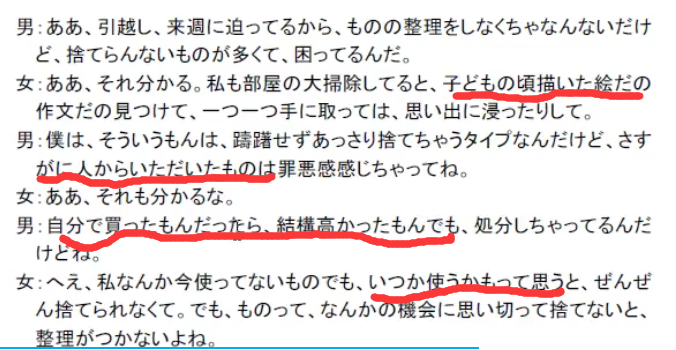 男：ああ、引越し、来週に迫ってるから、ものの整理をしなくちゃなんないだけ
ど、捨てらんないものが多くて、困ってるんだ。
女：ああ、それ分かる。私も部屋の大掃除してると、子どもの頃描いた絵だの
作文だの見つけて、一つ一つ手に取っては、思い出に浸ったりして。
男：僕は、そういうもんは、躊躇せずあっさり捨てちゃうタイプなんだけど、さす
がに人からいただいたものは罪悪感感じちゃってね。
女：ああ、それも分かるな。
男：自分で買ったもんだったら、結構高かったもんでも、処分しちゃってるんだ
けどね。
女：へえ、私なんか今使ってないものでも、いつか使うかもって思うと、ぜんぜ
ん捨てられなくて。でも、ものって、なんかの機会に思い切って捨てないと、
整理がつかないよね。